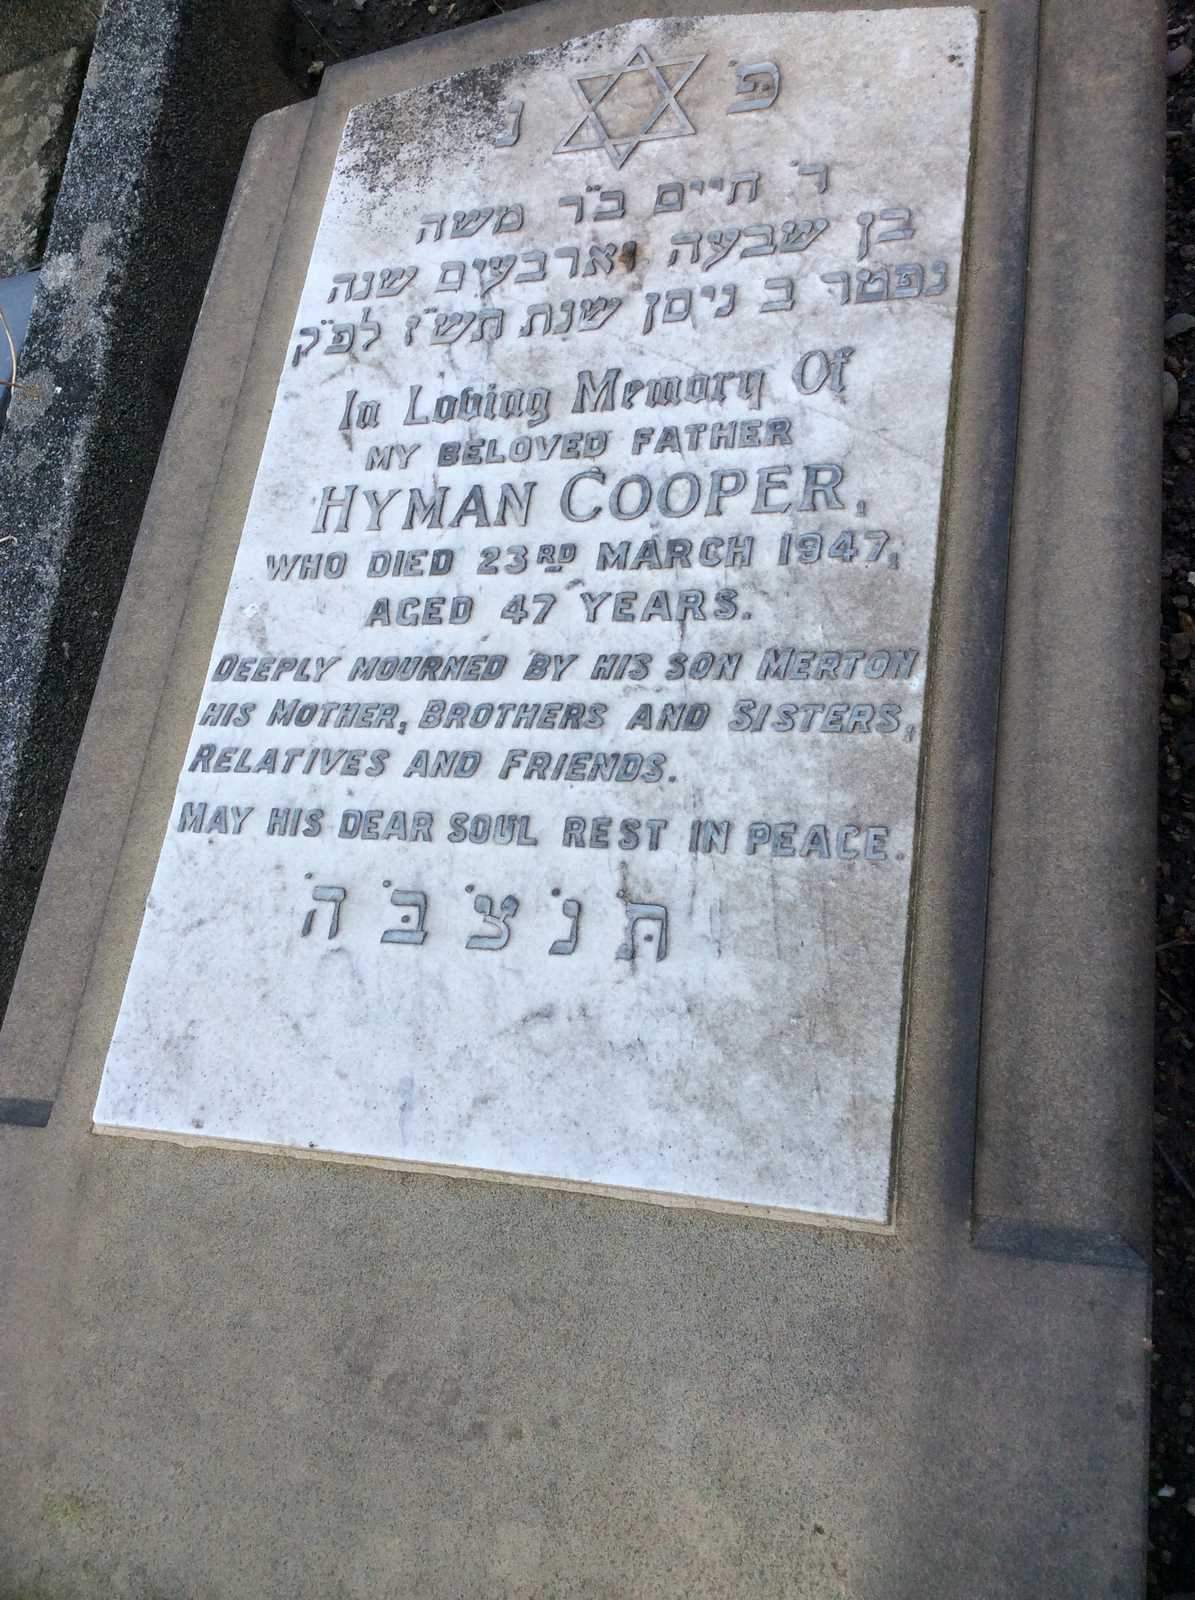 פ נ
ר׳ חיים ב״ר משה
בן שבעה וארבעים שנה
נפטר ב ניסן שנת תש״ז לפ״ק
In Loving Memory Of
MY BELOVED FATHER
HYMAN COOPER,
WHO DIED 23RD MARCH 1947,
AGED 47 YEARS.
DEEPLY MOURNED BY HIS SON MERTON
HIS MOTHER, BROTHERS AND SISTERS,
RELATIVES AND FRIENDS.
MAY HIS DEAR SOUL REST IN PEACE.
ת׳ נ׳ צ׳ ב׳ ה׳